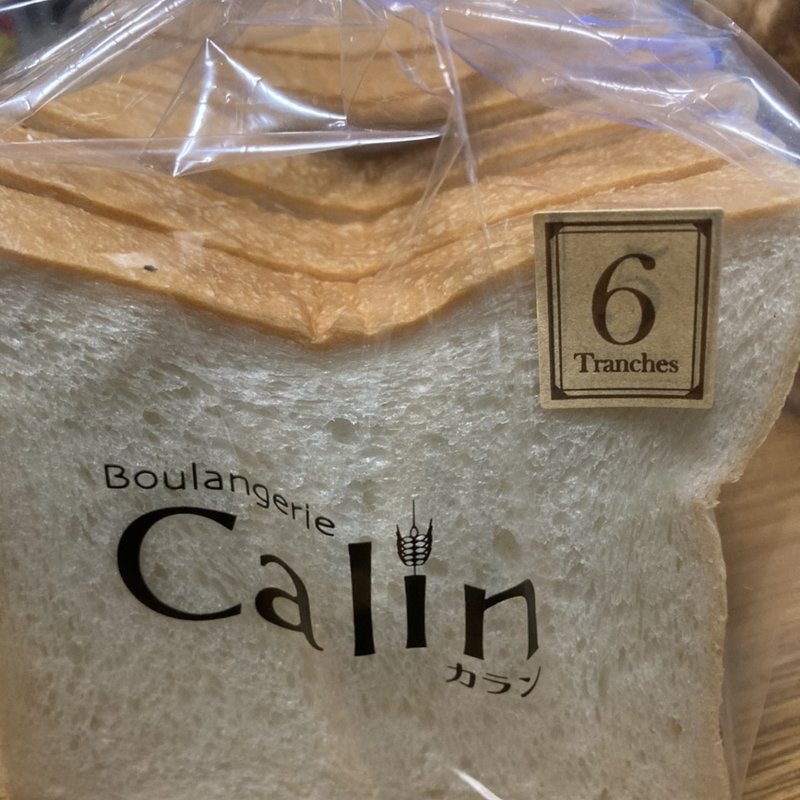 6
Tranches
Boulangerie
Calin
カラン